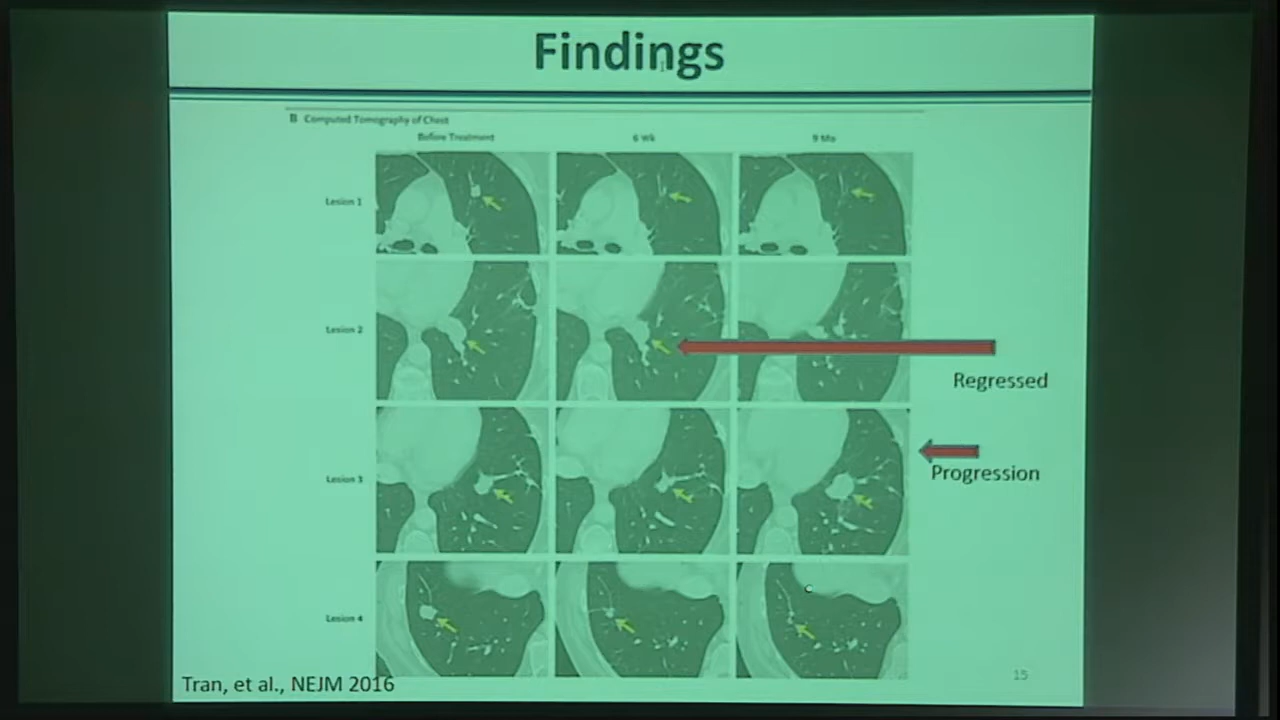 Findings
B Computed Tomography of Chest
Before Treatment 6 Wk 9 Mo
Lesion 1
Lesion 2
Regressed
Lesion 3
Progression
Lesion 4
Tran, et al., NEJM 2016
15